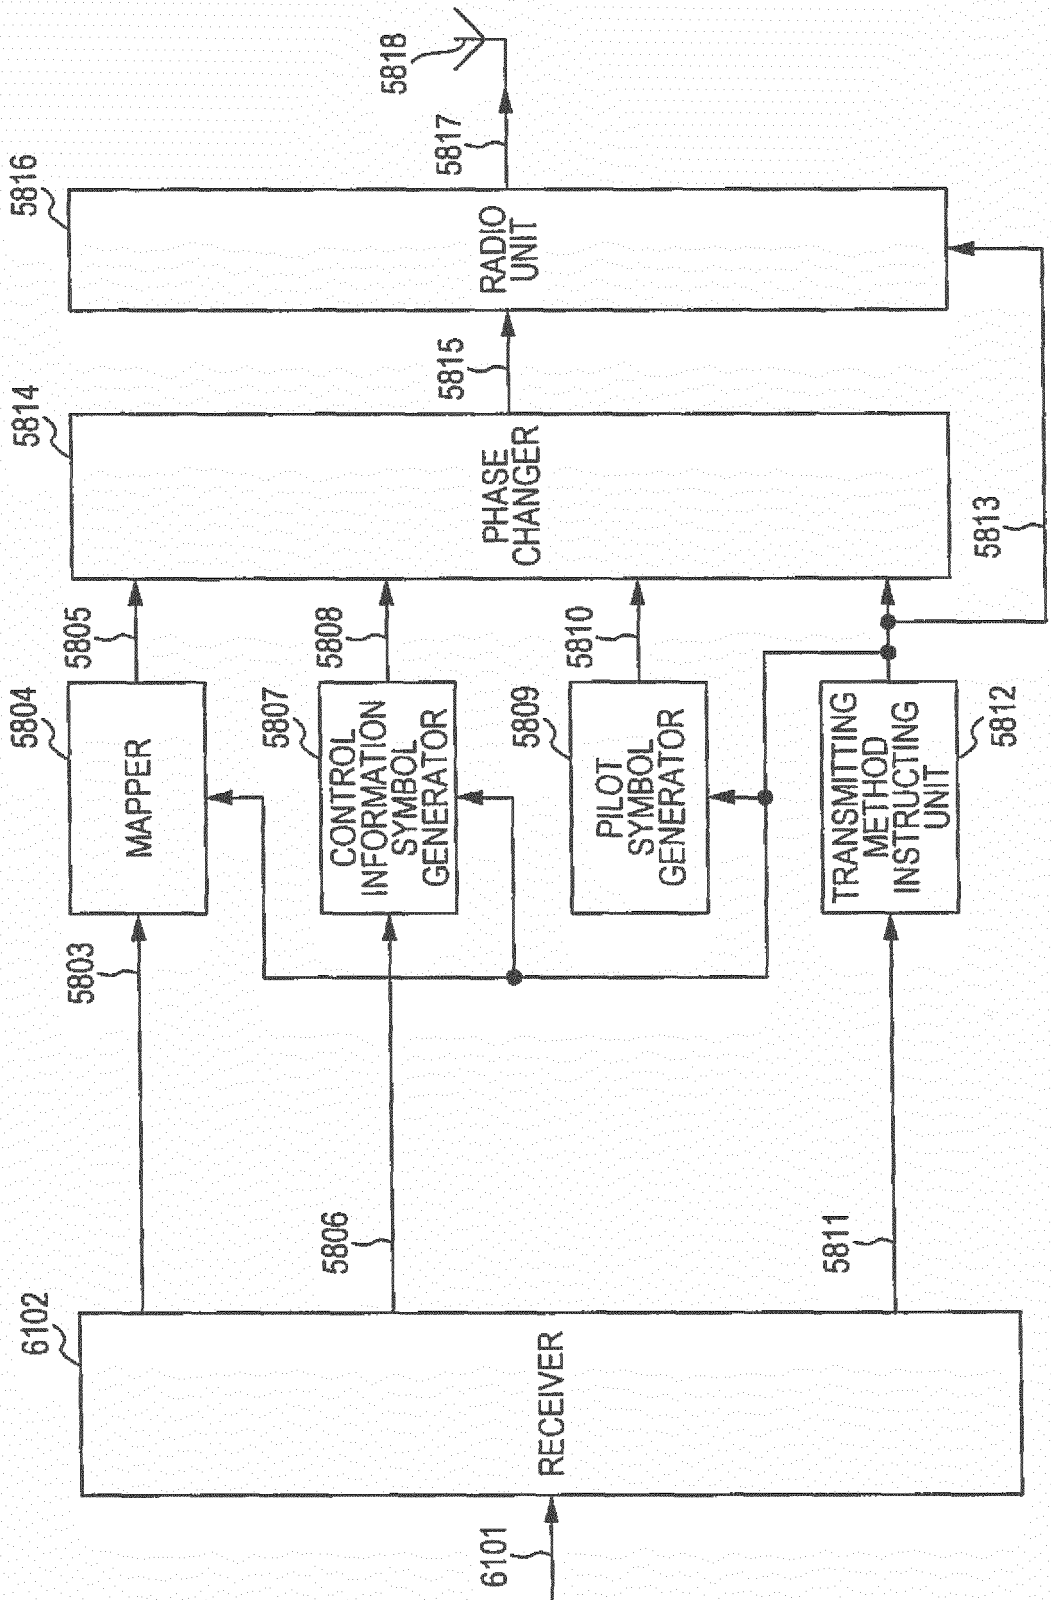 6101
6102
RECEIVER
5803
5806
5811
5804
MAPPER
5807
CONTROL
INFORMATION
SYMBOL
GENERATOR
5809
PILOT
SYMBOL
GENERATOR
TRANSMITTING
METHOD
INSTRUCTING
UNIT
5812
5805
5808
5810
5813
5814
PHASE
CHANGER
5815
5816
RADIO
UNIT
5817
5818